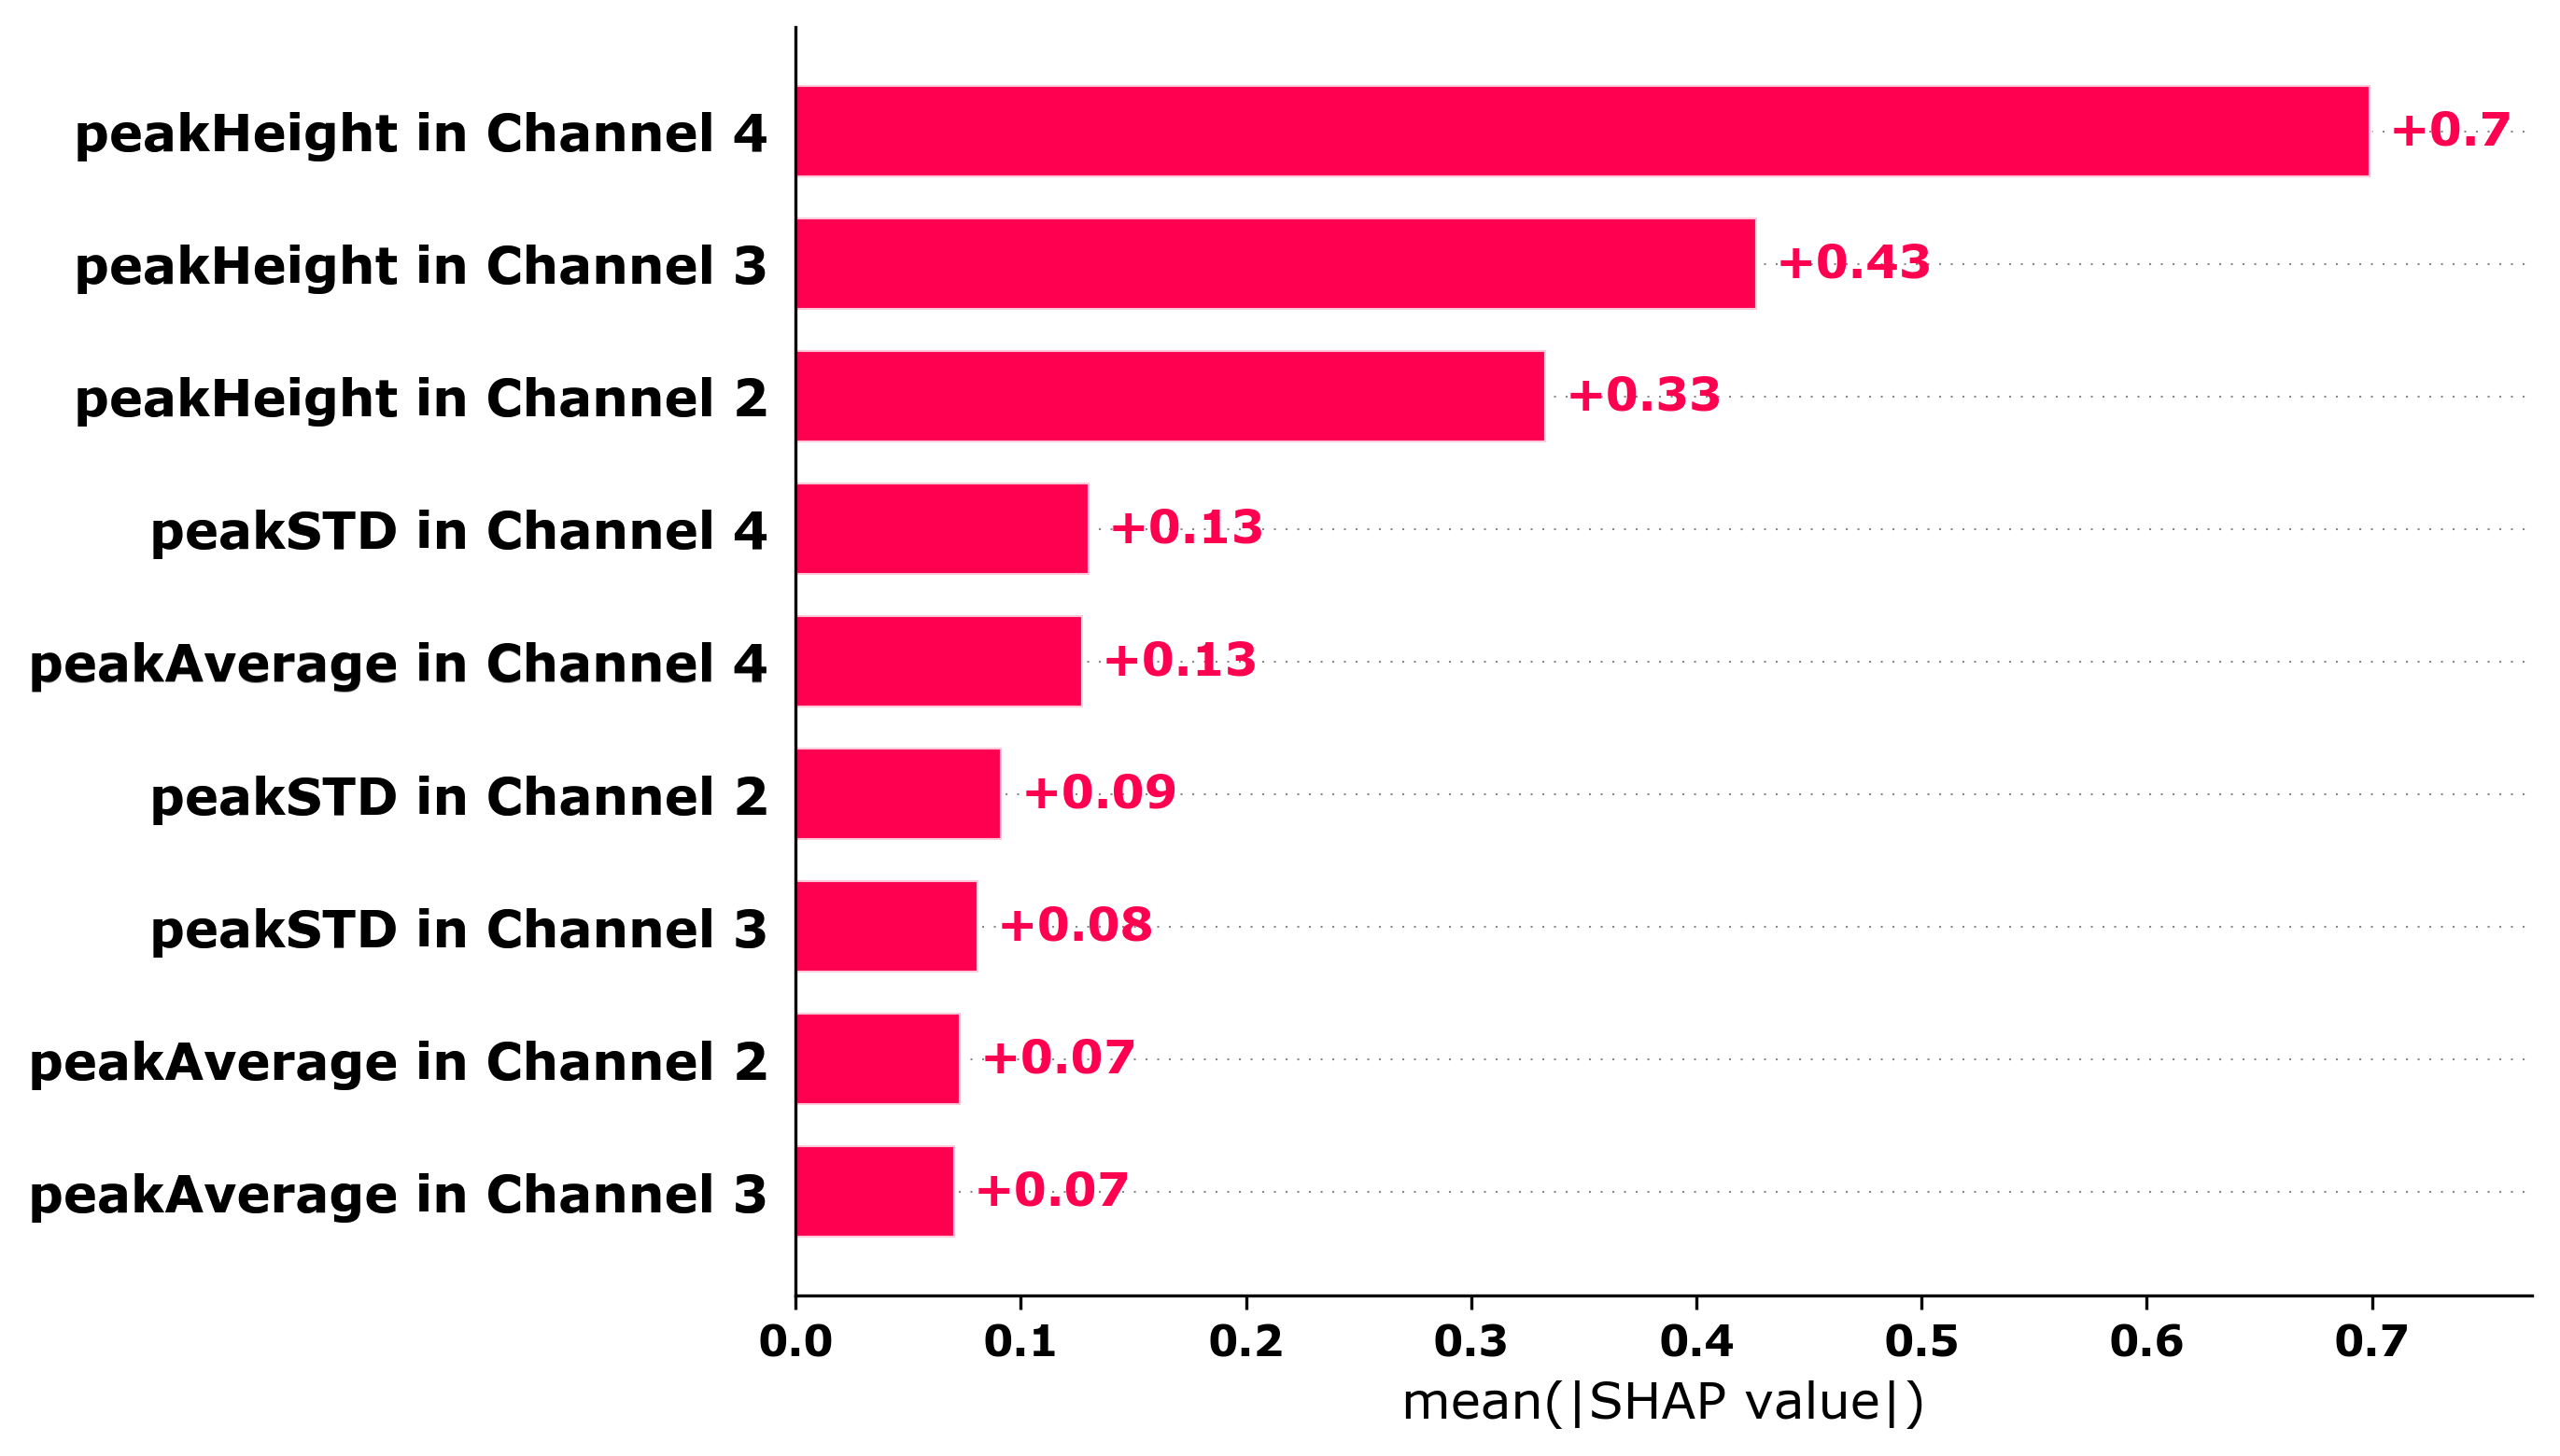 peakHeight in Channel 4 +0.7
peakHeight in Channel 3 +0.43
peakHeight in Channel 2 +0.33
peakSTD in Channel 4 +0.13
peakAverage in Channel 4 +0.13
peakSTD in Channel 2 +0.09
peakSTD in Channel 3 +0.08
peakAverage in Channel 2 +0.07
peakAverage in Channel 3 +0.07
0.0 0.1 0.2 0.3 0.4 0.5 0.6 0.7
mean(|SHAP value|)